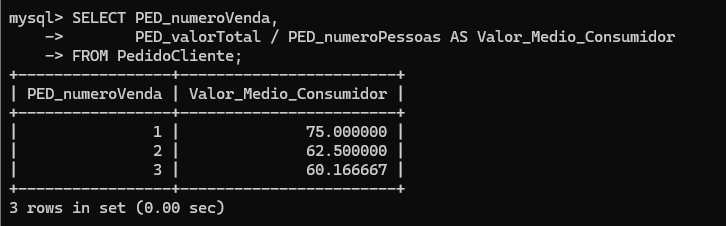 mysql> SELECT PED_numeroVenda,
    ->        PED_valorTotal / PED_numeroPessoas AS Valor_Medio_Consumidor
    -> FROM PedidoCliente;
+-----------------+------------------------+
| PED_numeroVenda | Valor_Medio_Consumidor |
+-----------------+------------------------+
|               1 |              75.000000 |
|               2 |              62.500000 |
|               3 |              60.166667 |
+-----------------+------------------------+
3 rows in set (0.00 sec)